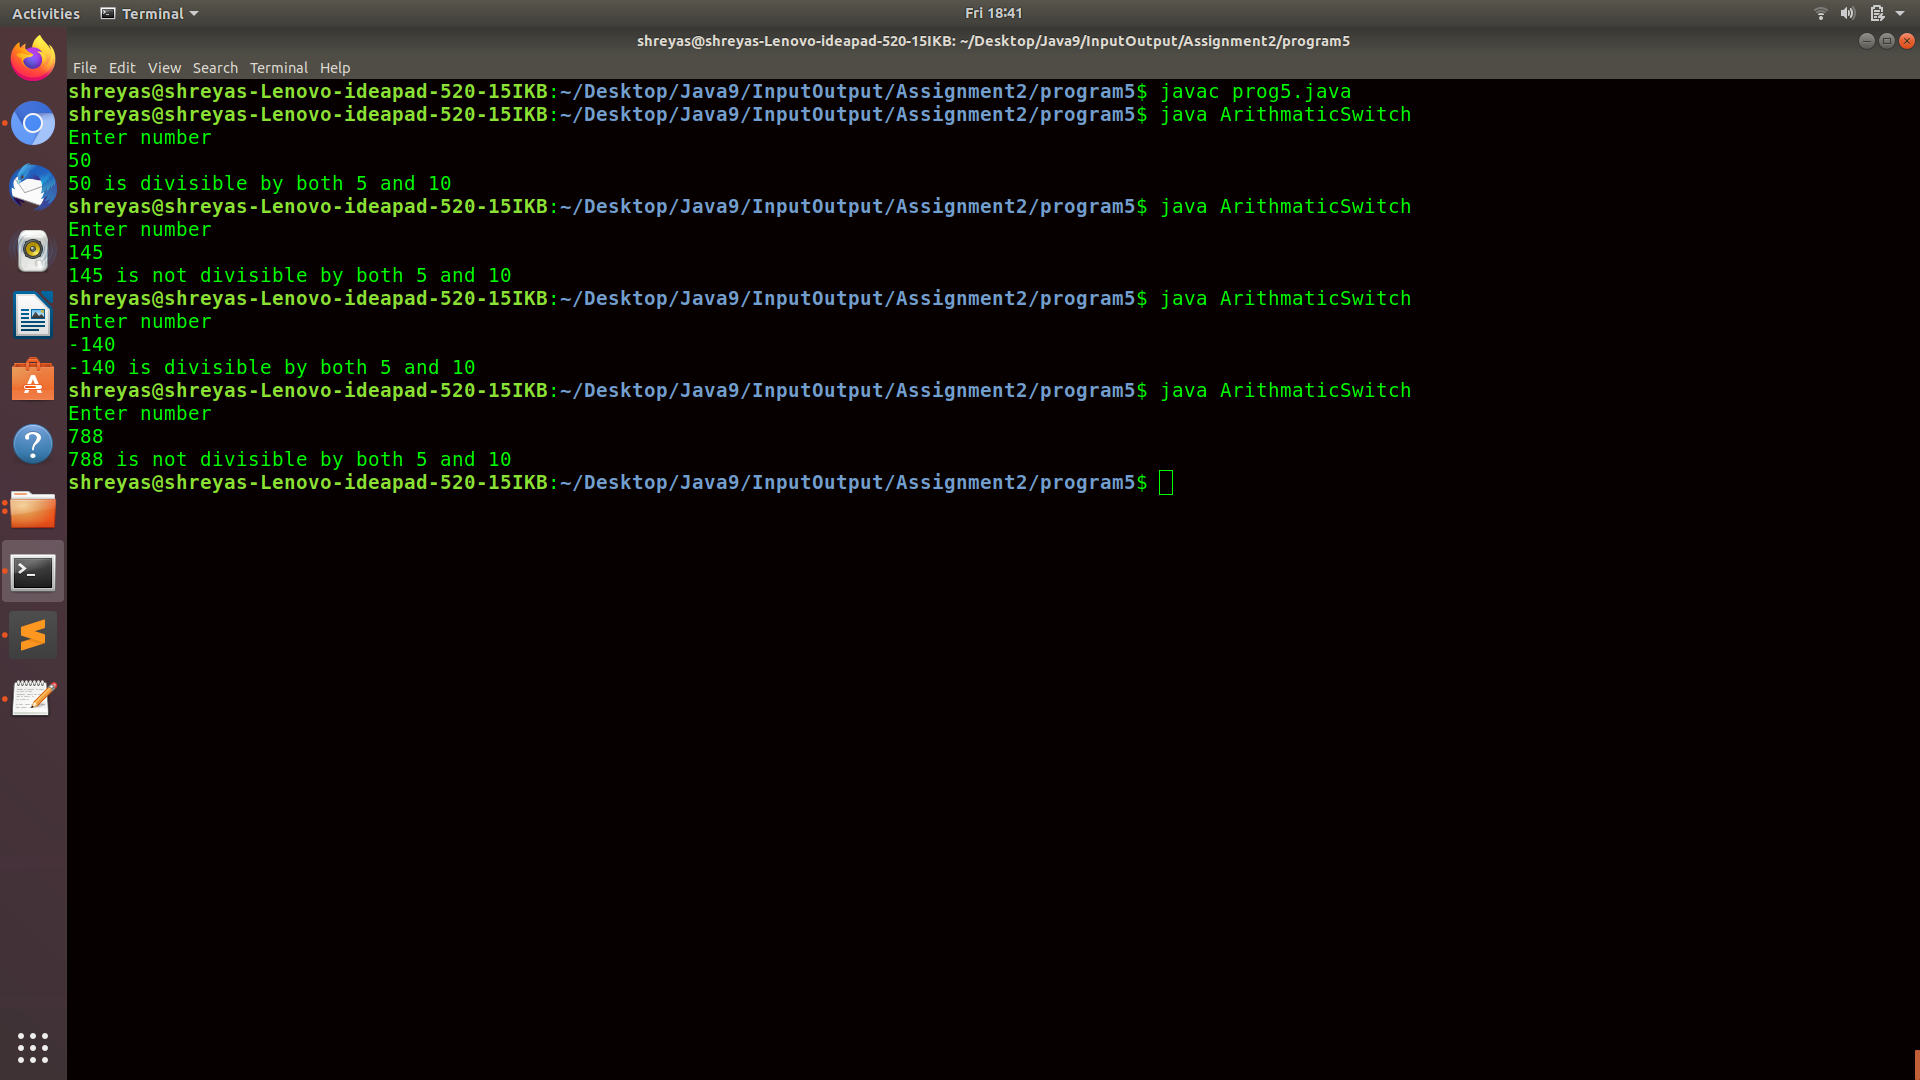 Activities Terminal Fri 18:41
shreyas@shreyas-Lenovo-ideapad-520-15IKB: ~/Desktop/Java9/InputOutput/Assignment2/program5
File Edit View Search Terminal Help
shreyas@shreyas-Lenovo-ideapad-520-15IKB:~/Desktop/Java9/InputOutput/Assignment2/program5$ javac prog5.java
shreyas@shreyas-Lenovo-ideapad-520-15IKB:~/Desktop/Java9/InputOutput/Assignment2/program5$ java ArithmaticSwitch
Enter number
50
50 is divisible by both 5 and 10
shreyas@shreyas-Lenovo-ideapad-520-15IKB:~/Desktop/Java9/InputOutput/Assignment2/program5$ java ArithmaticSwitch
Enter number
145
145 is not divisible by both 5 and 10
shreyas@shreyas-Lenovo-ideapad-520-15IKB:~/Desktop/Java9/InputOutput/Assignment2/program5$ java ArithmaticSwitch
Enter number
-140
-140 is divisible by both 5 and 10
shreyas@shreyas-Lenovo-ideapad-520-15IKB:~/Desktop/Java9/InputOutput/Assignment2/program5$ java ArithmaticSwitch
Enter number
788
788 is not divisible by both 5 and 10
shreyas@shreyas-Lenovo-ideapad-520-15IKB:~/Desktop/Java9/InputOutput/Assignment2/program5$